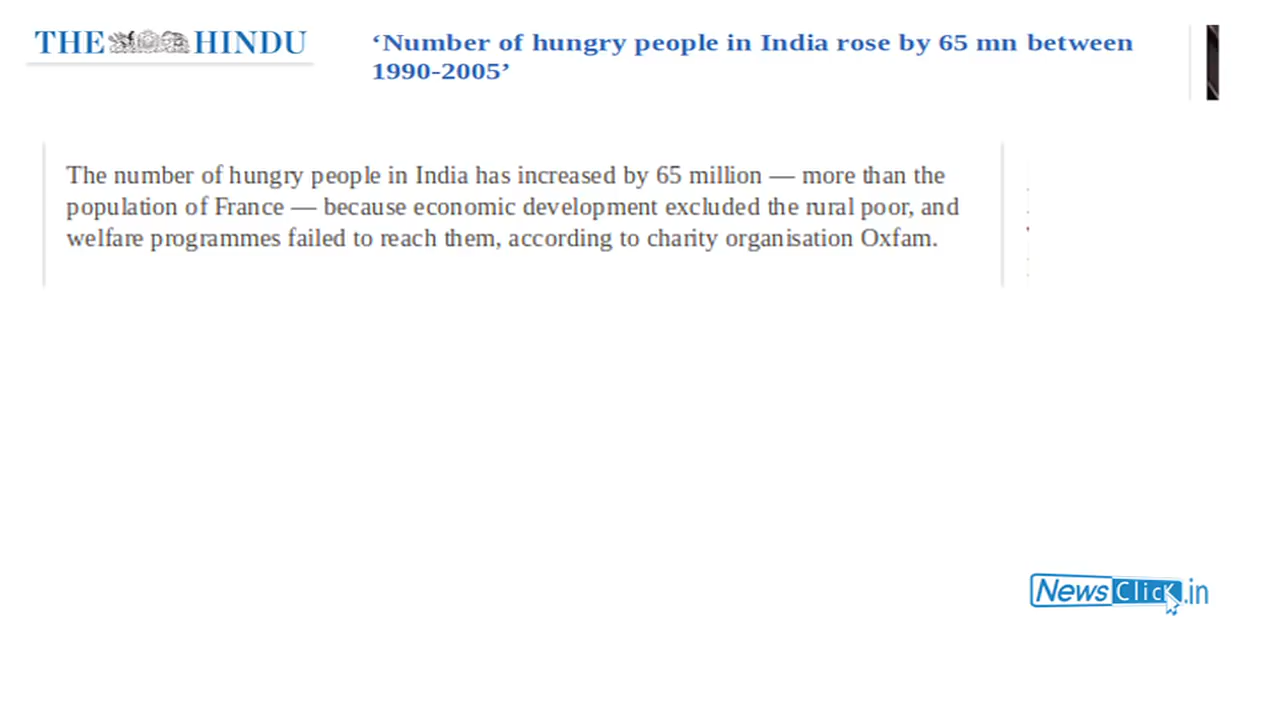 THE HINDU
‘Number of hungry people in India rose by 65 mn between
1990-2005’
The number of hungry people in India has increased by 65 million — more than the
population of France — because economic development excluded the rural poor, and
welfare programmes failed to reach them, according to charity organisation Oxfam.
News Click.in